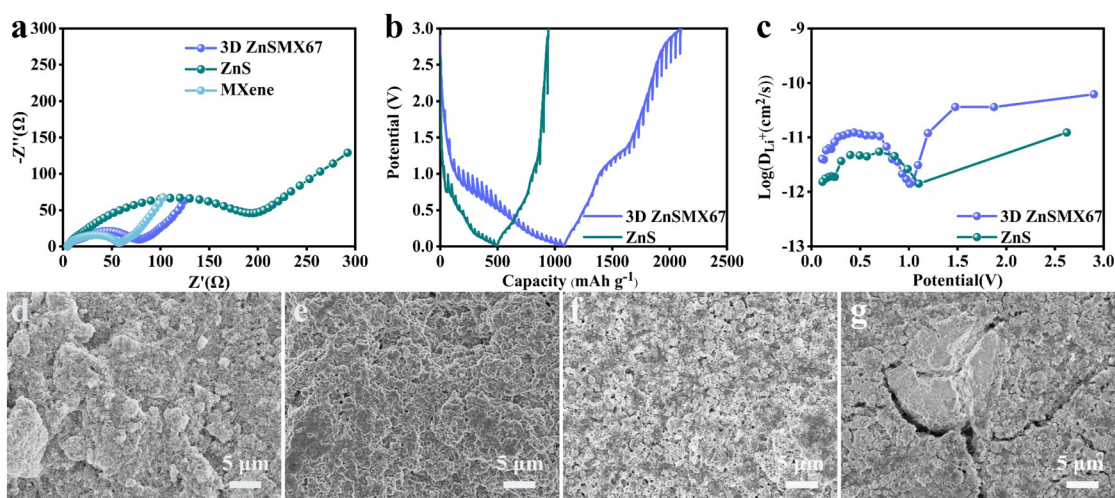 a
300
250
200
150
100
50
0
-Z''(Ω)
3D ZnSMX67
ZnS
MXene
0 50 100 150 200 250 300
Z'(Ω)
b
3.0
2.5
2.0
1.5
1.0
0.5
0.0
Potential (V)
3D ZnSMX67
ZnS
0 500 1000 1500 2000 2500
Capacity (mAh g⁻¹)
c
-9
-10
-11
-12
-13
Log(D_Li⁺(cm²/s))
3D ZnSMX67
ZnS
0.0 0.5 1.0 1.5 2.0 2.5 3.0
Potential(V)
d
5 μm
e
5 μm
f
5 μm
g
5 μm